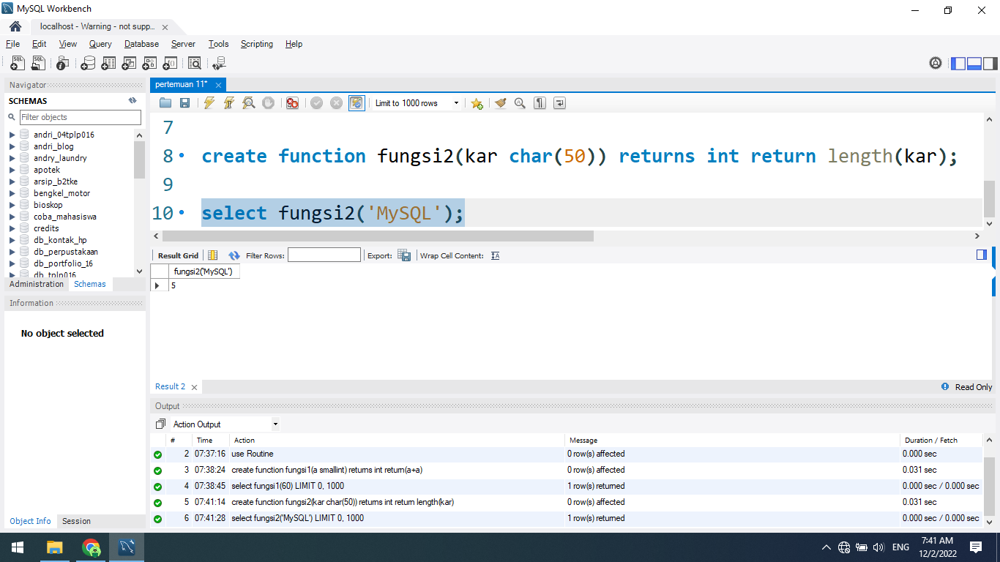 MySQL Workbench
localhost - Warning - not supp...
File Edit View Query Database Server Tools Scripting Help
Navigator
SCHEMAS
Filter objects
andri_04tplp016
andri_blog
andry_laundry
apotek
arsip_b2tke
bengkel_motor
bioskop
coba_mahasiswa
credits
db_kontak_hp
db_perpustakaan
db_portfolio_16
db_tplp016
Administration Schemas
Information
No object selected
Object Info Session
pertemuan 11*
Limit to 1000 rows
7
8 create function fungsi2(kar char(50)) returns int return length(kar);
9
10 select fungsi2('MySQL');
Result Grid Filter Rows: Export: Wrap Cell Content:
fungsi2('MySQL')
5
Result 2 Read Only
Output
Action Output
# Time Action Message Duration / Fetch
2 07:37:16 use Routine 0 row(s) affected 0.000 sec
3 07:38:24 create function fungsi1(a smallint) returns int return(a+a) 0 row(s) affected 0.031 sec
4 07:38:45 select fungsi1(60) LIMIT 0, 1000 1 row(s) returned 0.000 sec / 0.000 sec
5 07:41:14 create function fungsi2(kar char(50)) returns int return length(kar) 0 row(s) affected 0.031 sec
6 07:41:28 select fungsi2('MySQL') LIMIT 0, 1000 1 row(s) returned 0.000 sec / 0.000 sec
ENG
7:41 AM
12/2/2022